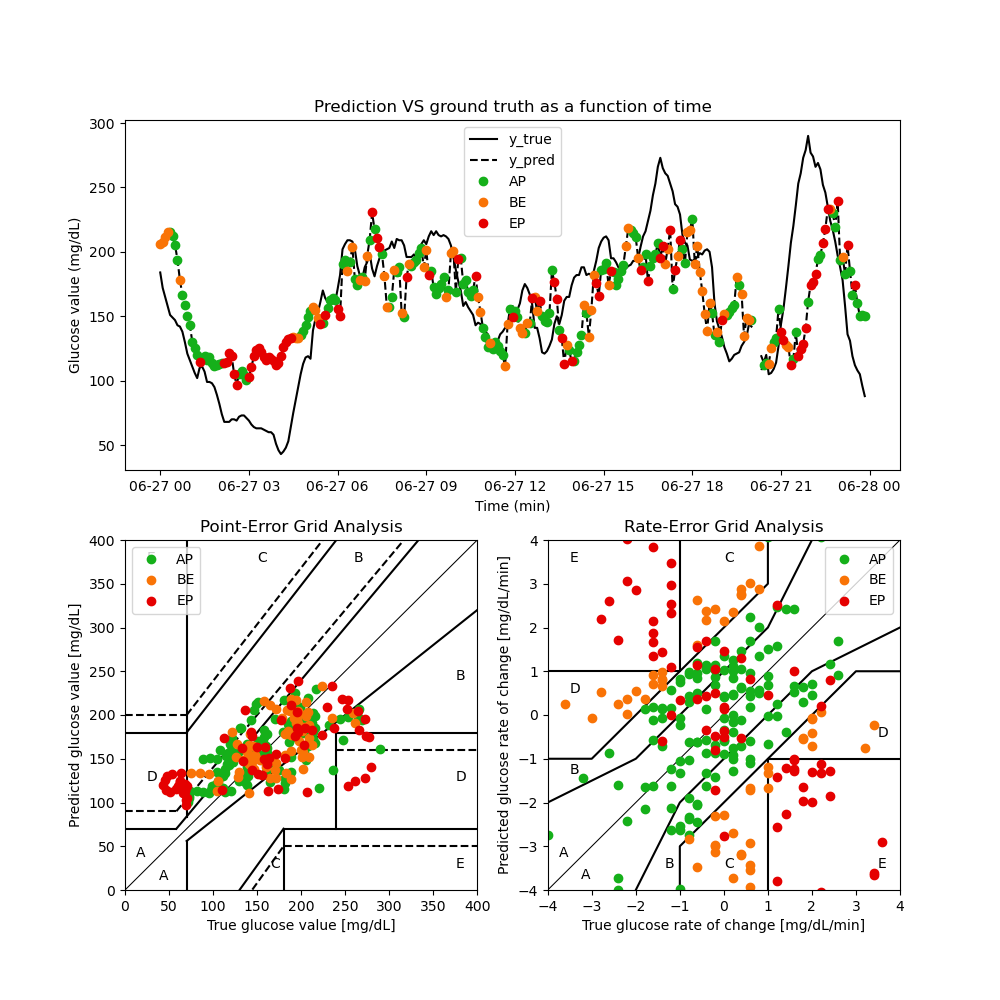 Prediction VS ground truth as a function of time
Glucose value (mg/dL)
300
250
200
150
100
50
y_true
y_pred
AP
BE
EP
06-27 00 06-27 03 06-27 06 06-27 09 06-27 12 06-27 15 06-27 18 06-27 21 06-28 00
Time (min)
Point-Error Grid Analysis
Predicted glucose value [mg/dL]
400
350
300
250
200
150
100
50
0
AP
BE
EP
C
B
B
D
D
A
A
C
E
0 50 100 150 200 250 300 350 400
True glucose value [mg/dL]
Rate-Error Grid Analysis
Predicted glucose rate of change [mg/dL/min]
4
3
2
1
0
−1
−2
−3
−4
E
C
AP
BE
EP
D
D
B
A
A
B
C
E
−4 −3 −2 −1 0 1 2 3 4
True glucose rate of change [mg/dL/min]